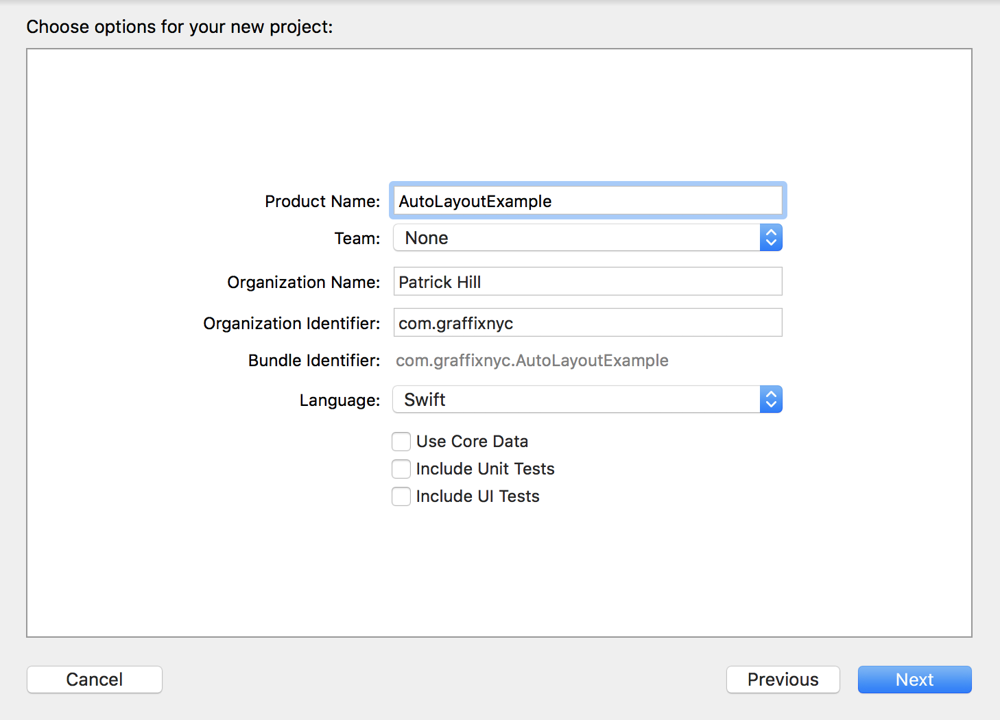 Choose options for your new project:
Product Name: AutoLayoutExample
Team: None
Organization Name: Patrick Hill
Organization Identifier: com.graffixnyc
Bundle Identifier: com.graffixnyc.AutoLayoutExample
Language: Swift
Use Core Data
Include Unit Tests
Include UI Tests
Cancel Previous Next